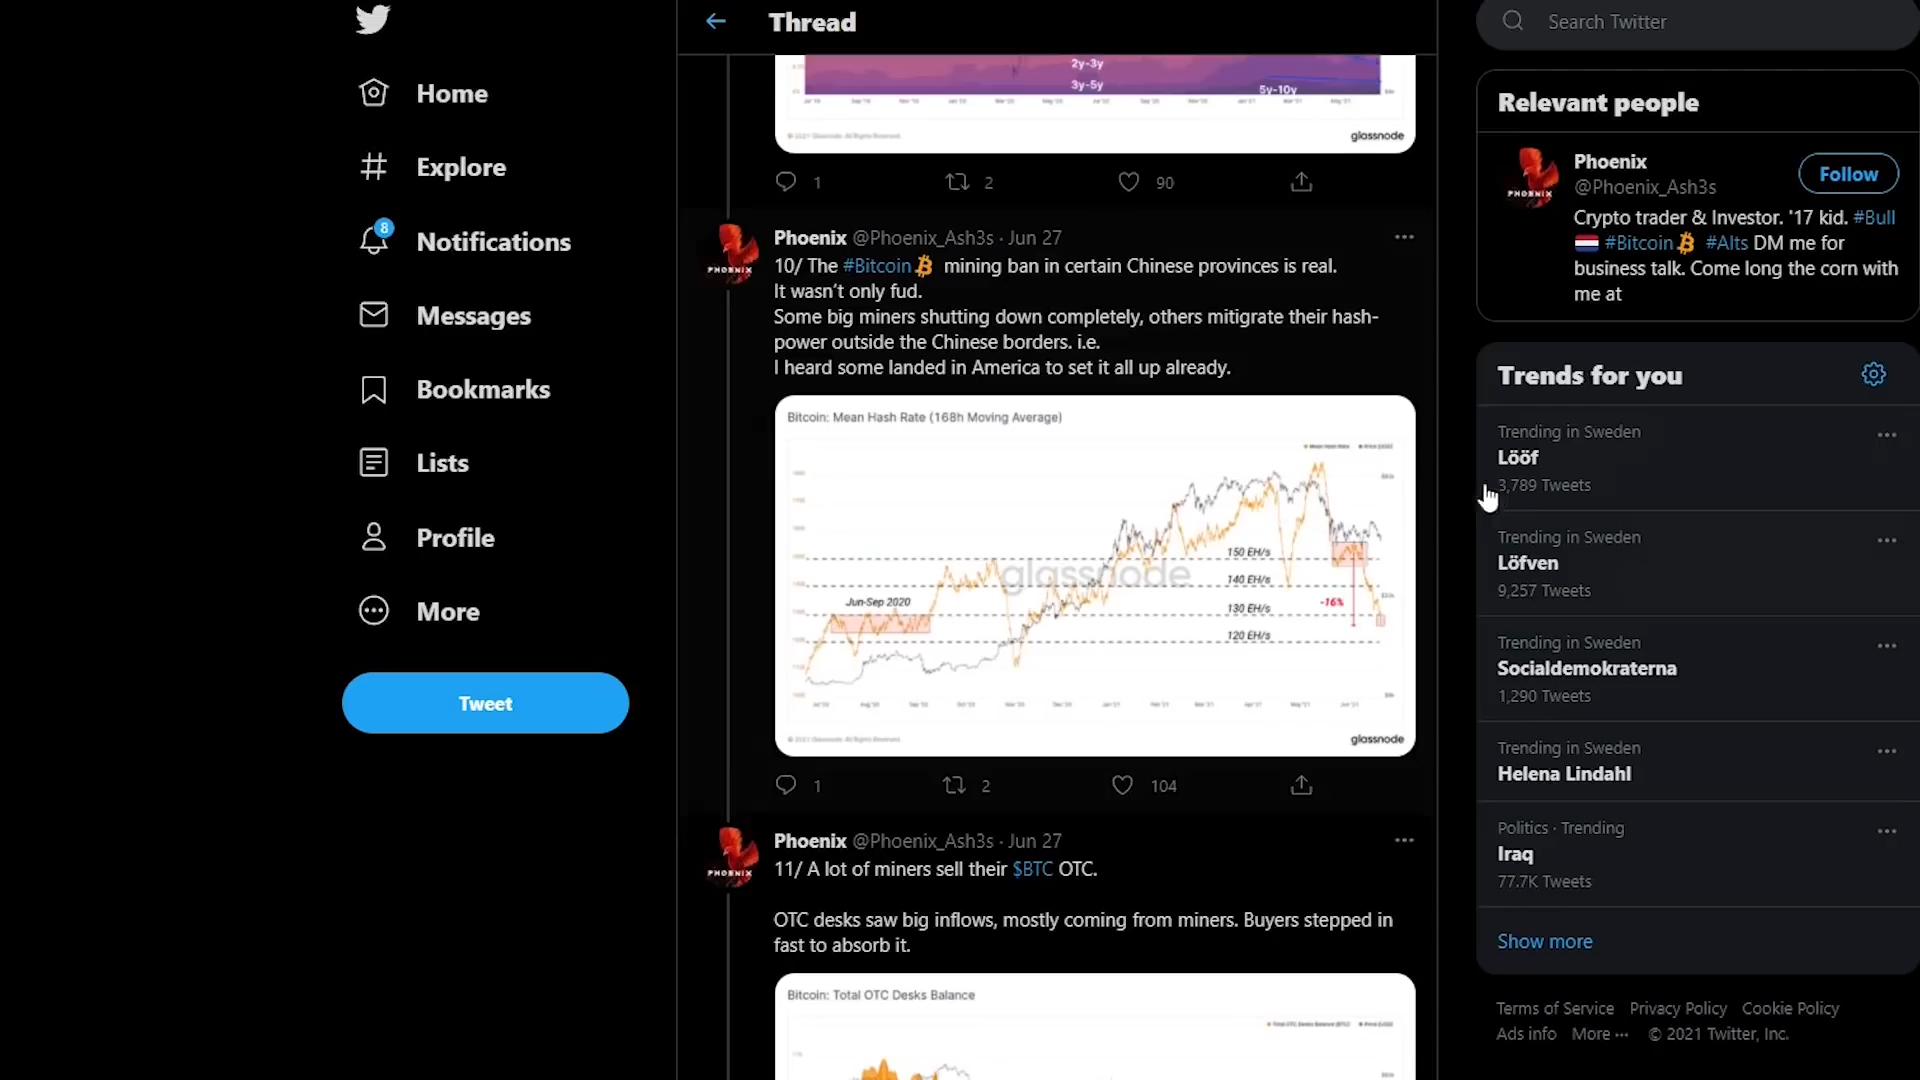 Home
Explore
8
Notifications
Messages
Bookmarks
Lists
Profile
More
Tweet
Thread
2y-3y
3y-5y
5y-10y
glassnode
1
2
90
PHOENIX
Phoenix @Phoenix_Ash3s · Jun 27
10/ The #Bitcoin mining ban in certain Chinese provinces is real.
It wasn't only fud.
Some big miners shutting down completely, others mitigrate their hash-
power outside the Chinese borders. i.e.
I heard some landed in America to set it all up already.
Bitcoin: Mean Hash Rate (168h Moving Average)
150 EH/s
glassnode
140 EH/s
Jun-Sep 2020
-16%
130 EH/s
120 EH/s
glassnode
1
2
104
PHOENIX
Phoenix @Phoenix_Ash3s · Jun 27
11/ A lot of miners sell their $BTC OTC.
OTC desks saw big inflows, mostly coming from miners. Buyers stepped in
fast to absorb it.
Bitcoin: Total OTC Desks Balance
Search Twitter
Relevant people
PHOENIX
Phoenix
@Phoenix_Ash3s
Follow
Crypto trader & Investor. '17 kid. #Bull
#Bitcoin #Alts DM me for
business talk. Come long the corn with
me at
Trends for you
Trending in Sweden
Lööf
3,789 Tweets
Trending in Sweden
Löfven
9,257 Tweets
Trending in Sweden
Socialdemokraterna
1,290 Tweets
Trending in Sweden
Helena Lindahl
Politics · Trending
Iraq
77.7K Tweets
Show more
Terms of Service Privacy Policy Cookie Policy
Ads info More ··· © 2021 Twitter, Inc.